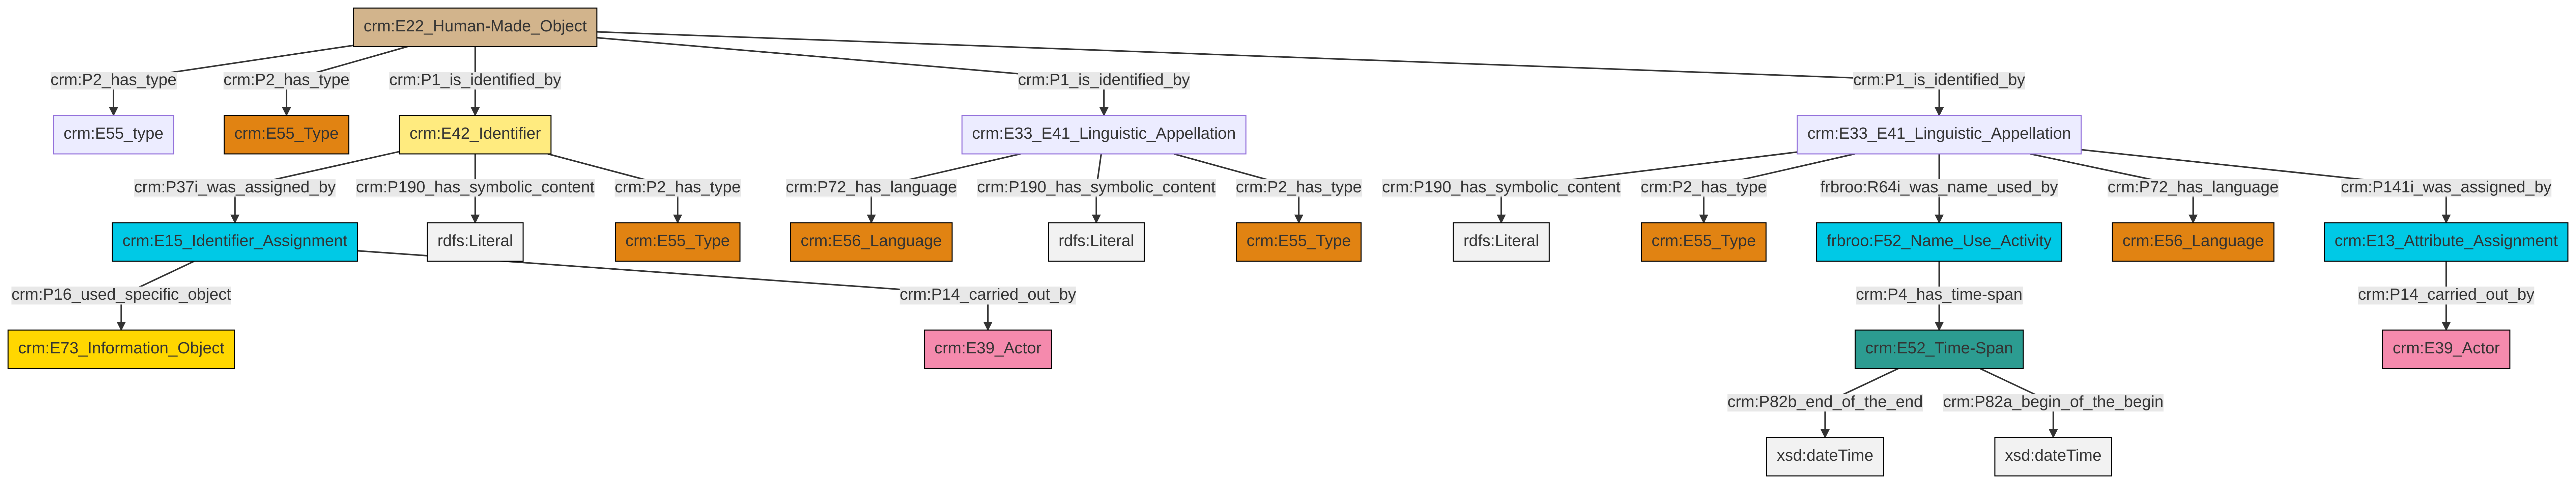 crm:E22_Human-Made_Object
crm:P2_has_type
crm:P2_has_type
crm:P1_is_identified_by
crm:P1_is_identified_by
crm:P1_is_identified_by
crm:E55_type
crm:E55_Type
crm:E42_Identifier
crm:E33_E41_Linguistic_Appellation
crm:E33_E41_Linguistic_Appellation
crm:P37i_was_assigned_by
crm:P190_has_symbolic_content
crm:P2_has_type
crm:P72_has_language
crm:P190_has_symbolic_content
crm:P2_has_type
crm:P190_has_symbolic_content
crm:P2_has_type
frbroo:R64i_was_name_used_by
crm:P72_has_language
crm:P141i_was_assigned_by
crm:E15_Identifier_Assignment
rdfs:Literal
crm:E55_Type
crm:E56_Language
rdfs:Literal
crm:E55_Type
rdfs:Literal
crm:E55_Type
frbroo:F52_Name_Use_Activity
crm:E56_Language
crm:E13_Attribute_Assignment
crm:P16_used_specific_object
crm:P14_carried_out_by
crm:P4_has_time-span
crm:P14_carried_out_by
crm:E73_Information_Object
crm:E39_Actor
crm:E52_Time-Span
crm:E39_Actor
crm:P82b_end_of_the_end
crm:P82a_begin_of_the_begin
xsd:dateTime
xsd:dateTime